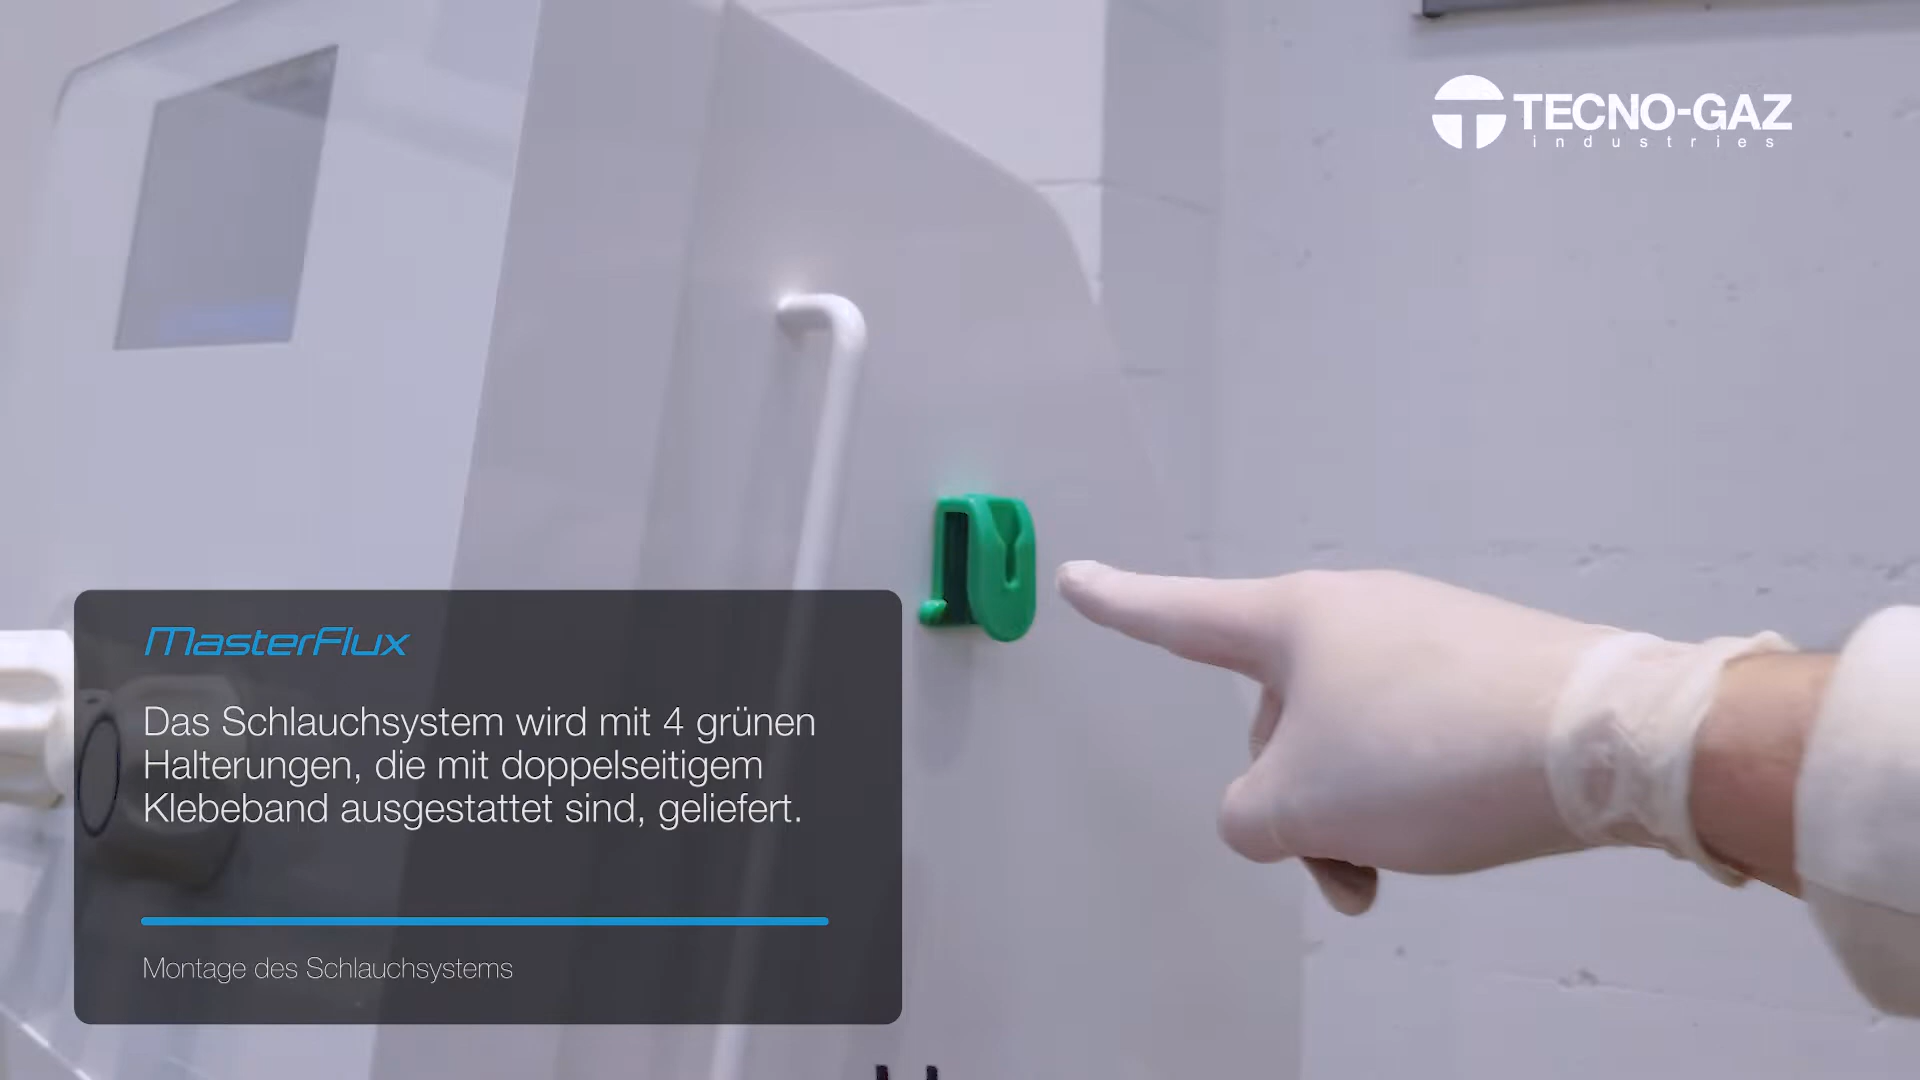 TECNO-GAZ
industries
MasterFlux
Das Schlauchsystem wird mit 4 grünen
Halterungen, die mit doppelseitigem
Klebeband ausgestattet sind, geliefert.
Montage des Schlauchsystems